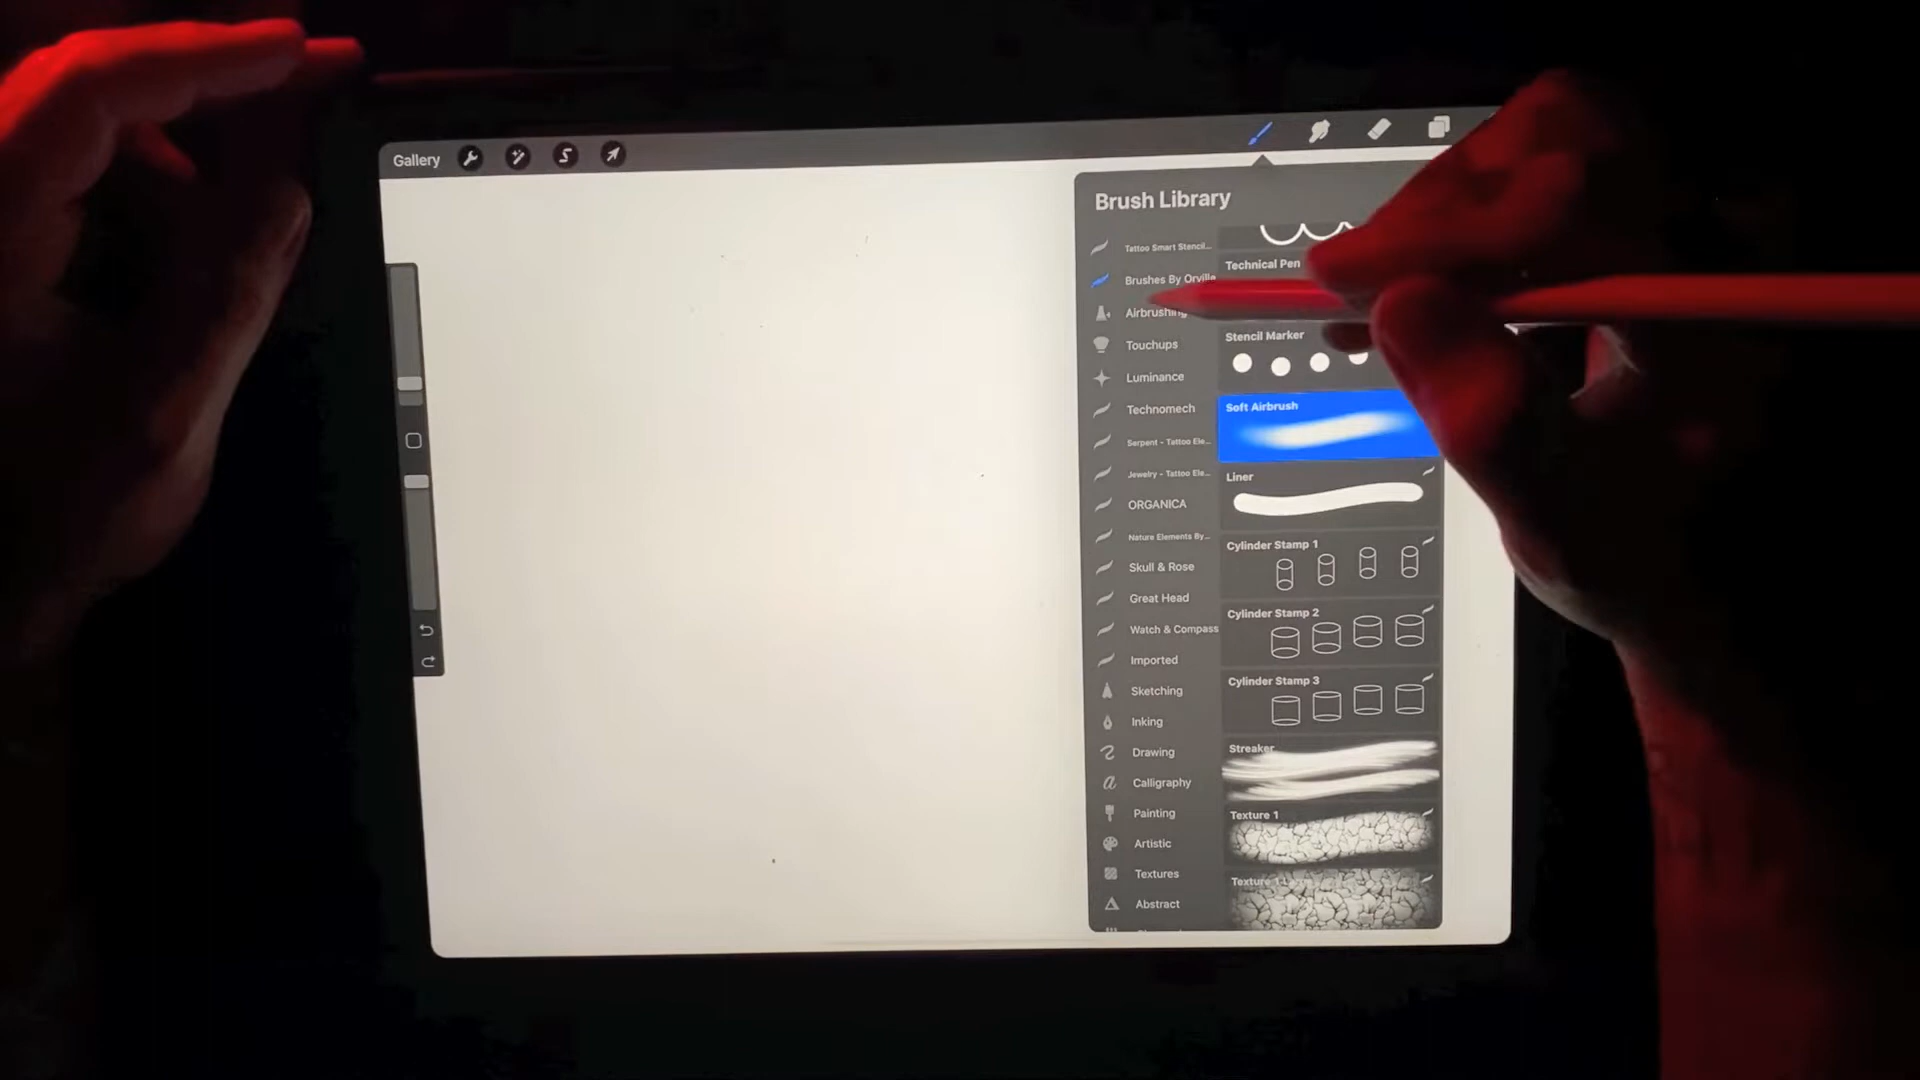 Gallery
Brush Library
Tattoo Smart Stencil...
Brushes By Orville
Airbrushing
Touchups
Luminance
Technomech
Serpent - Tattoo Ele...
Jewelry - Tattoo Ele...
ORGANICA
Nature Elements By...
Skull & Rose
Great Head
Watch & Compass
Imported
Sketching
Inking
Drawing
Calligraphy
Painting
Artistic
Textures
Abstract
Technical Pen
Stencil Marker
Soft Airbrush
Liner
Cylinder Stamp 1
Cylinder Stamp 2
Cylinder Stamp 3
Streaker
Texture 1
Texture 1